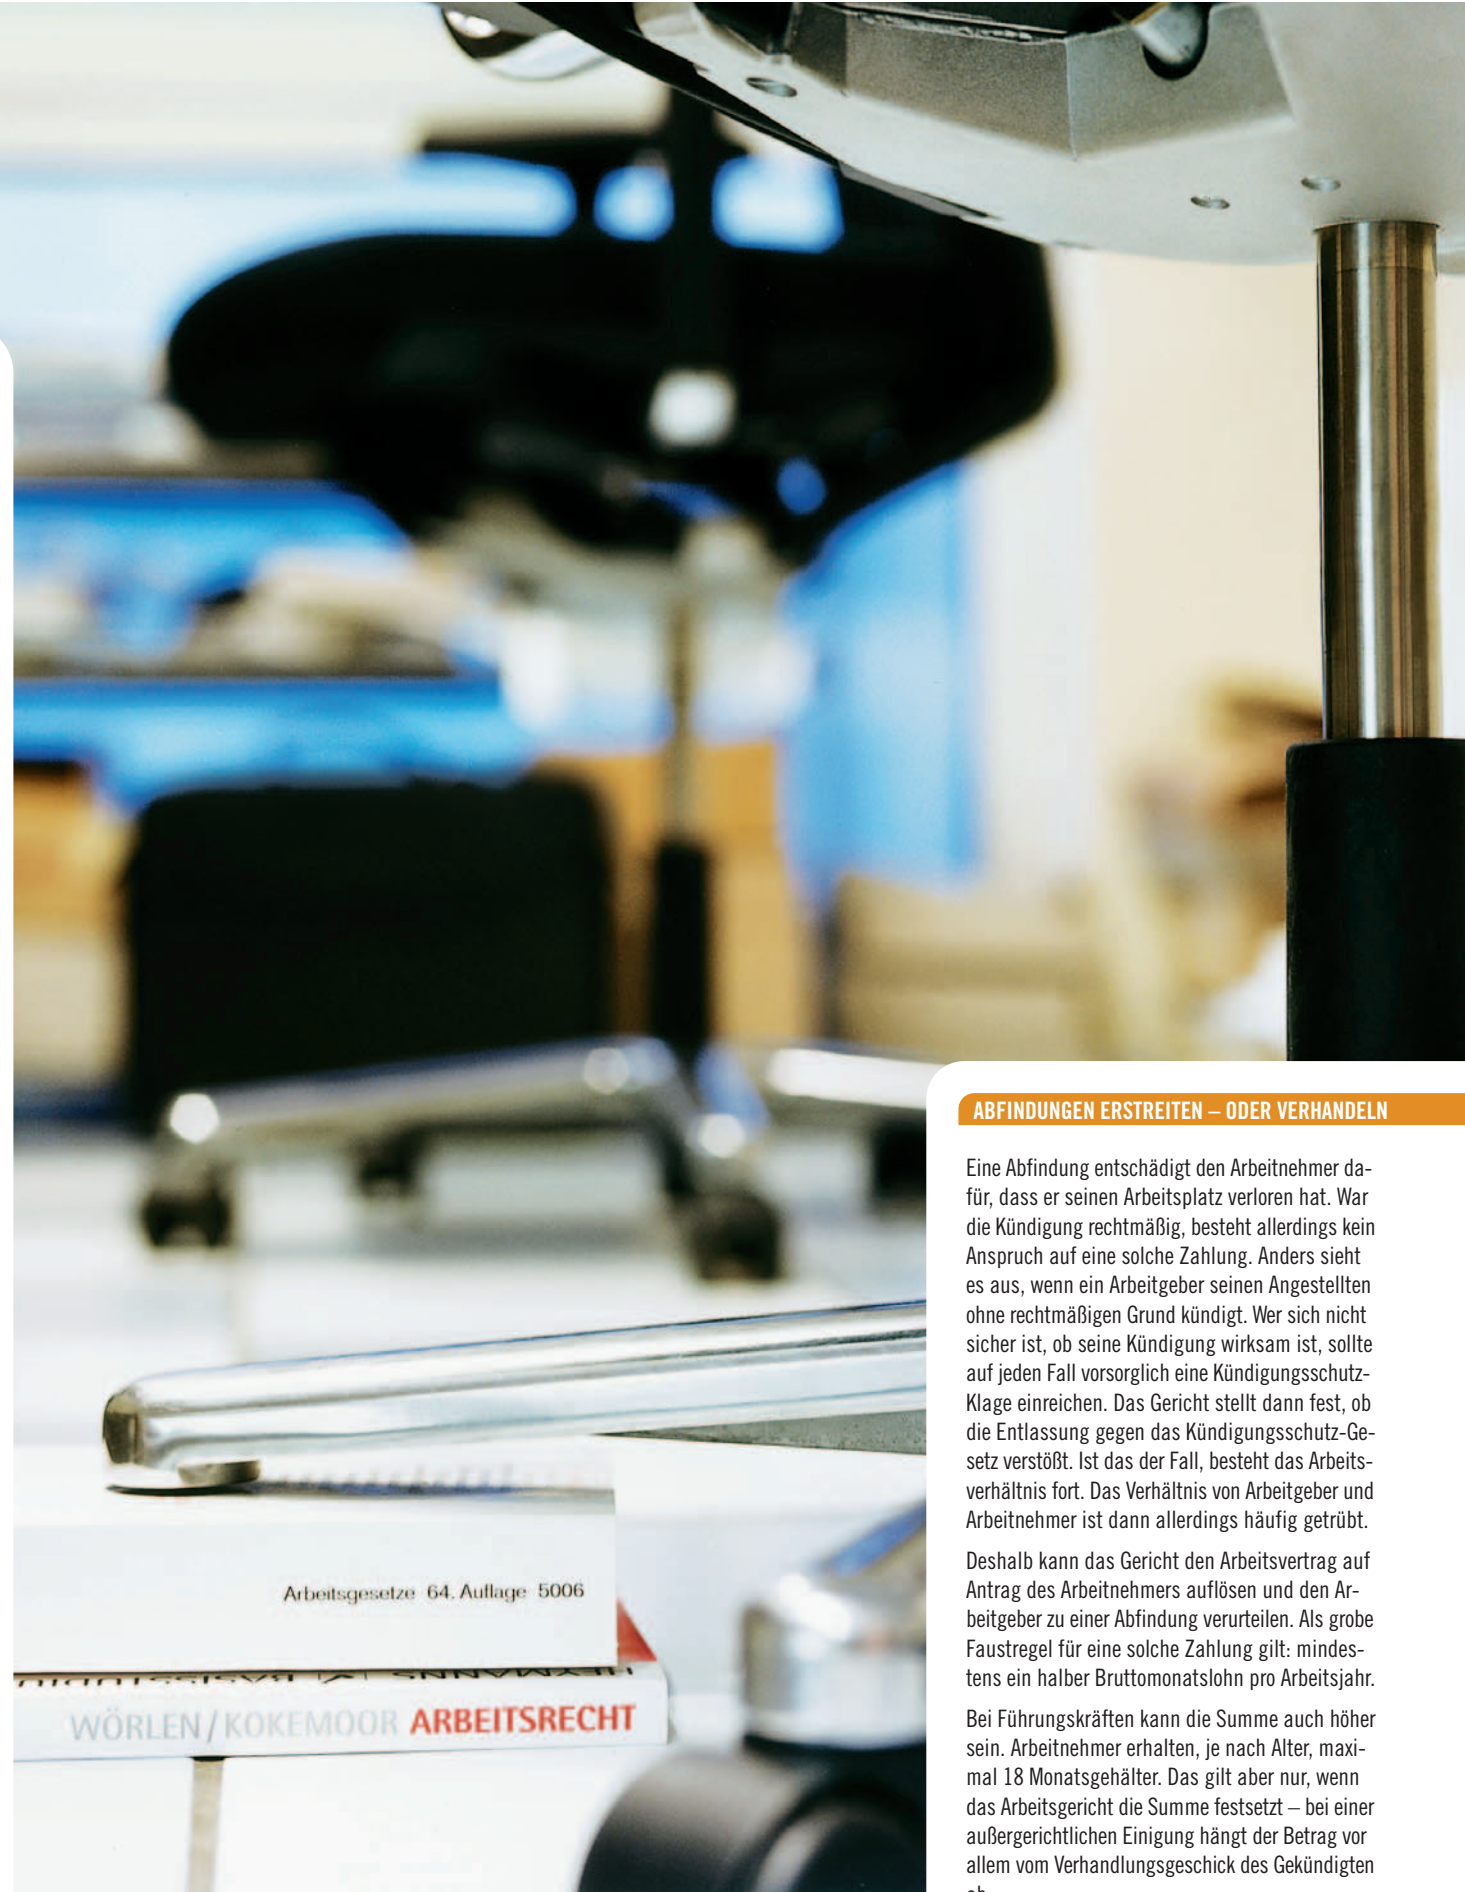 ABFINDUNGEN ERSTREITEN – ODER VERHANDELN
Eine Abfindung entschädigt den Arbeitnehmer da-
für, dass er seinen Arbeitsplatz verloren hat. War
die Kündigung rechtmäßig, besteht allerdings kein
Anspruch auf eine solche Zahlung. Anders sieht
es aus, wenn ein Arbeitgeber seinen Angestellten
ohne rechtmäßigen Grund kündigt. Wer sich nicht
sicher ist, ob seine Kündigung wirksam ist, sollte
auf jeden Fall vorsorglich eine Kündigungsschutz-
Klage einreichen. Das Gericht stellt dann fest, ob
die Entlassung gegen das Kündigungsschutz-Ge-
setz verstößt. Ist das der Fall, besteht das Arbeits-
verhältnis fort. Das Verhältnis von Arbeitgeber und
Arbeitnehmer ist dann allerdings häufig getrübt.
Deshalb kann das Gericht den Arbeitsvertrag auf
Antrag des Arbeitnehmers auflösen und den Ar-
beitgeber zu einer Abfindung verurteilen. Als grobe
Faustregel für eine solche Zahlung gilt: mindes-
tens ein halber Bruttomonatslohn pro Arbeitsjahr.
Bei Führungskräften kann die Summe auch höher
sein. Arbeitnehmer erhalten, je nach Alter, maxi-
mal 18 Monatsgehälter. Das gilt aber nur, wenn
das Arbeitsgericht die Summe festsetzt – bei einer
außergerichtlichen Einigung hängt der Betrag vor
allem vom Verhandlungsgeschick des Gekündigten
Arbeitsgesetze 64. Auflage 5006
WÖRLEN / KOKEMOOR ARBEITSRECHT